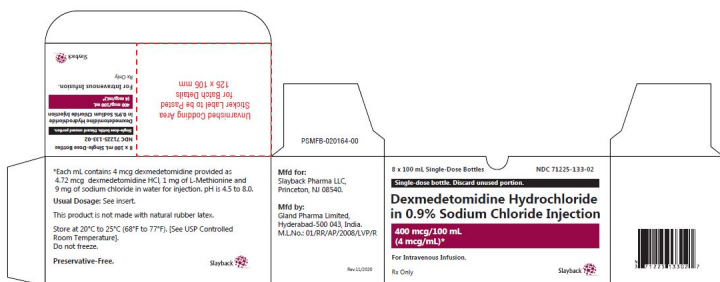 Slayback
Rx Only
For Intravenous Infusion.
400 mcg/100 mL
(4 mcg/mL)*
Dexmedetomidine Hydrochloride
in 0.9% Sodium Chloride Injection
Single-dose bottle. Discard unused portion.
NDC 71225-133-02
8 x 100 mL Single-Dose Bottles
Unvarnished Codding Area
Sticker Label to be Pasted
for Batch Details
125 x 105 mm
*Each mL contains 4 mcg dexmedetomidine provided as
4.72 mcg dexmedetomidine HCl, 1 mg of L-Methionine and
9 mg of sodium chloride in water for injection. pH is 4.5 to 8.0.
Usual Dosage: See insert.
This product is not made with natural rubber latex.
Store at 20°C to 25°C (68°F to 77°F). [See USP Controlled
Room Temperature].
Do not freeze.
Preservative-Free.
Slayback
PSMFB-020164-00
Mfd for:
Slayback Pharma LLC,
Princeton, NJ 08540.
Mfd by:
Gland Pharma Limited,
Hyderabad-500 043, India.
M.L.No.: 01/RR/AP/2008/LVP/R
Rev.11/2020
8 x 100 mL Single-Dose Bottles NDC 71225-133-02
Single-dose bottle. Discard unused portion.
Dexmedetomidine Hydrochloride
in 0.9% Sodium Chloride Injection
400 mcg/100 mL
(4 mcg/mL)*
For Intravenous Infusion.
Rx Only
Slayback